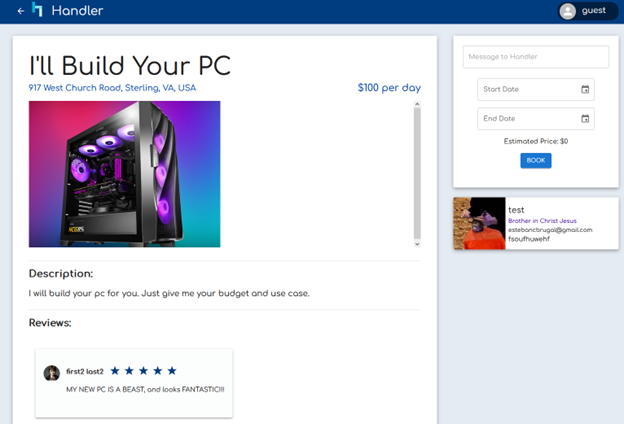 Handler
guest
I'll Build Your PC
917 West Church Road, Sterling, VA, USA
$100 per day
Description:
I will build your pc for you. Just give me your budget and use case.
Reviews:
first2 last2
MY NEW PC IS A BEAST, and looks FANTASTIC!!!
Message to Handler
Start Date
End Date
Estimated Price: $0
BOOK
test
Brother in Christ Jesus
estebancbrugal@gmail.com
fsoufhuwehf